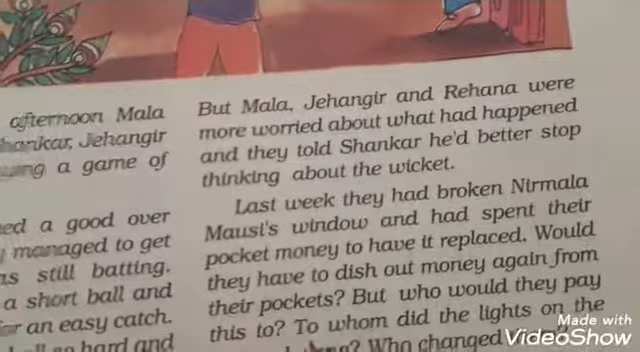 afternoon Mala
Jehangir
a game of
a good over
managed to get
still batting.
a short ball and
an easy catch.
hard and
But Mala, Jehangir and Rehana were
more worried about what had happened
and they told Shankar he'd better stop
thinking about the wicket.
Last week they had broken Nirmala
Mausi's window and had spent their
pocket money to have it replaced. Would
they have to dish out money again from
their pockets? But who would they pay
this to? To whom did the lights on the
Who changed
Made with
VideoShow